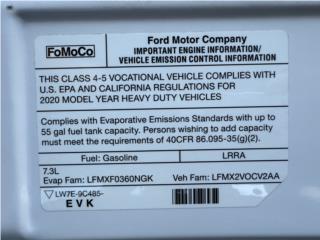 FoMoCo
Ford Motor Company
IMPORTANT ENGINE INFORMATION/
VEHICLE EMISSION CONTROL INFORMATION
THIS CLASS 4-5 VOCATIONAL VEHICLE COMPLIES WITH
U.S. EPA AND CALIFORNIA REGULATIONS FOR
2020 MODEL YEAR HEAVY DUTY VEHICLES
Complies with Evaporative Emissions Standards with up to
55 gal fuel tank capacity. Persons wishing to add capacity
must meet the requirements of 40CFR 86.095-35(g)(2).
Fuel: Gasoline LRRA
7.3L
Evap Fam: LFMXF0360NGK Veh Fam: LFMX2VOCV2AA
LW7E-9C485-
E V K